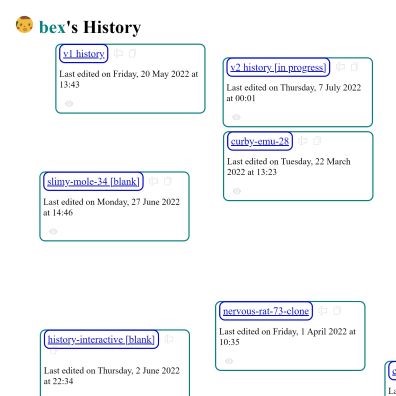 bex's History
v1 history
Last edited on Friday, 20 May 2022 at
13:43
v2 history [in progress]
Last edited on Thursday, 7 July 2022
at 00:01
curby-emu-28
Last edited on Tuesday, 22 March
2022 at 13:23
slimy-mole-34 [blank]
Last edited on Monday, 27 June 2022
at 14:46
nervous-rat-73-clone
Last edited on Friday, 1 April 2022 at
10:35
history-interactive [blank]
Last edited on Thursday, 2 June 2022
at 22:34